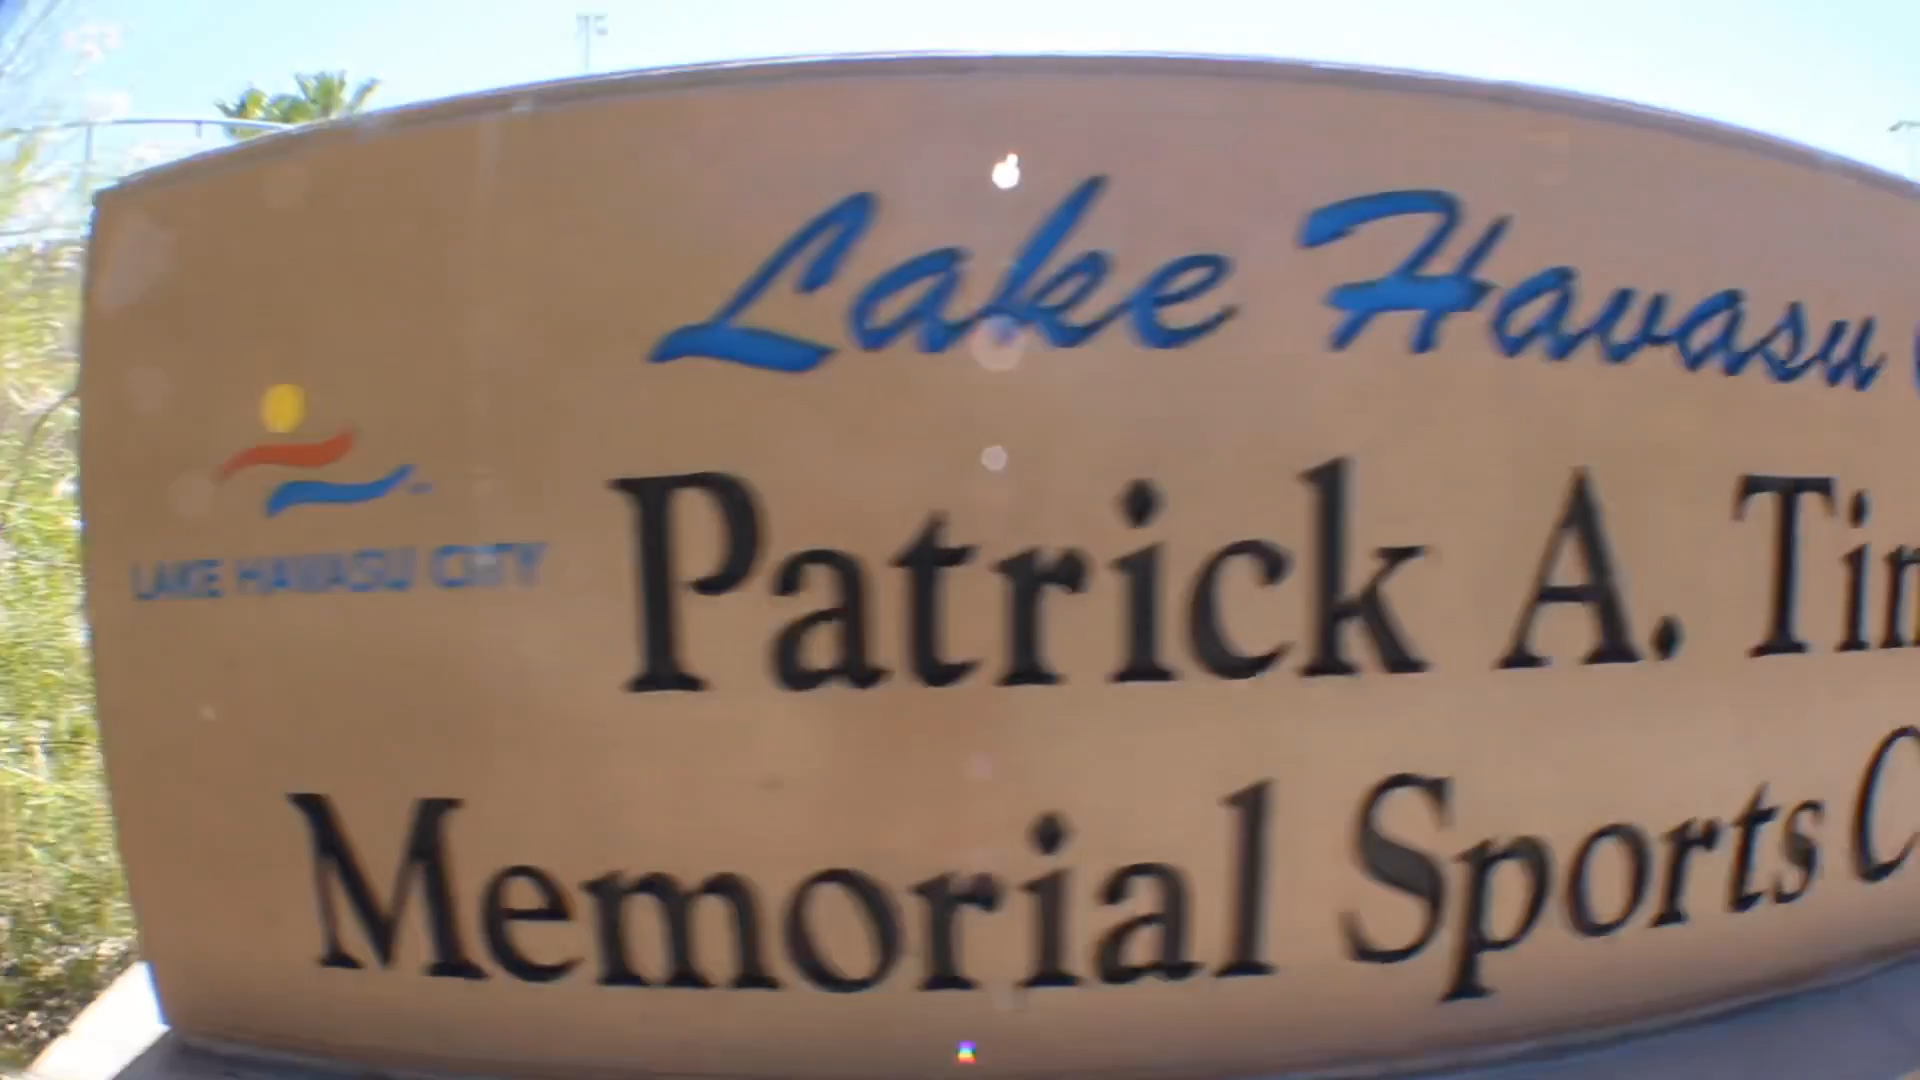 Lake Havasu
LAKE HAVASU CITY
Patrick A.
Memorial Sports